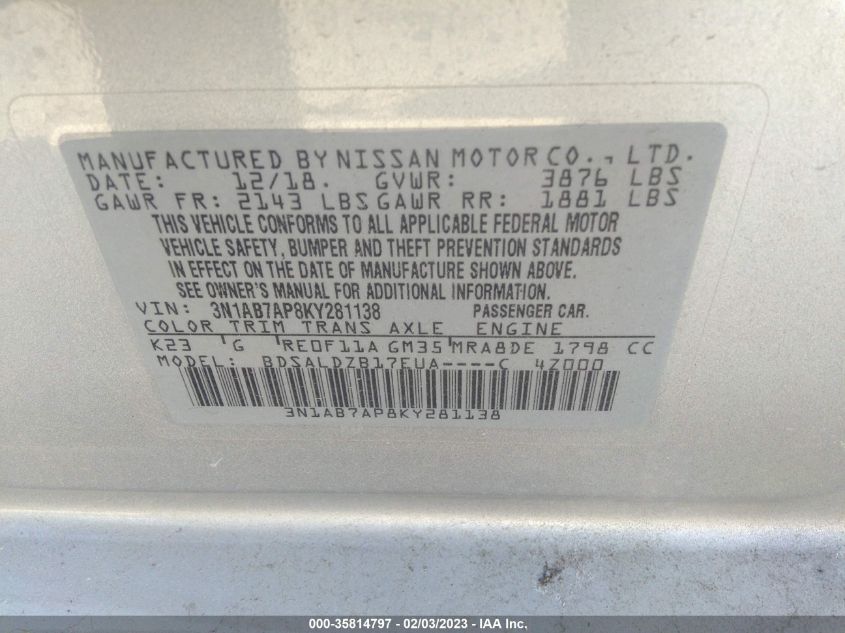 MANUFACTURED BY NISSAN MOTOR CO., LTD.
DATE: 12/18. GVWR: 3876 LBS
GAWR FR: 2143 LBS GAWR RR: 1881 LBS
THIS VEHICLE CONFORMS TO ALL APPLICABLE FEDERAL MOTOR
VEHICLE SAFETY, BUMPER AND THEFT PREVENTION STANDARDS
IN EFFECT ON THE DATE OF MANUFACTURE SHOWN ABOVE.
SEE OWNER'S MANUAL FOR ADDITIONAL INFORMATION.
VIN: 3N1AB7AP8KY281138 PASSENGER CAR.
COLOR TRIM TRANS AXLE ENGINE
K23 G RE0F11A GM35 MRA8DE 1798 CC
MODEL: BDSALDZB17EUA----C 4Z000
3N1AB7AP8KY281138
000-35814797 - 02/03/2023 - IAA Inc.